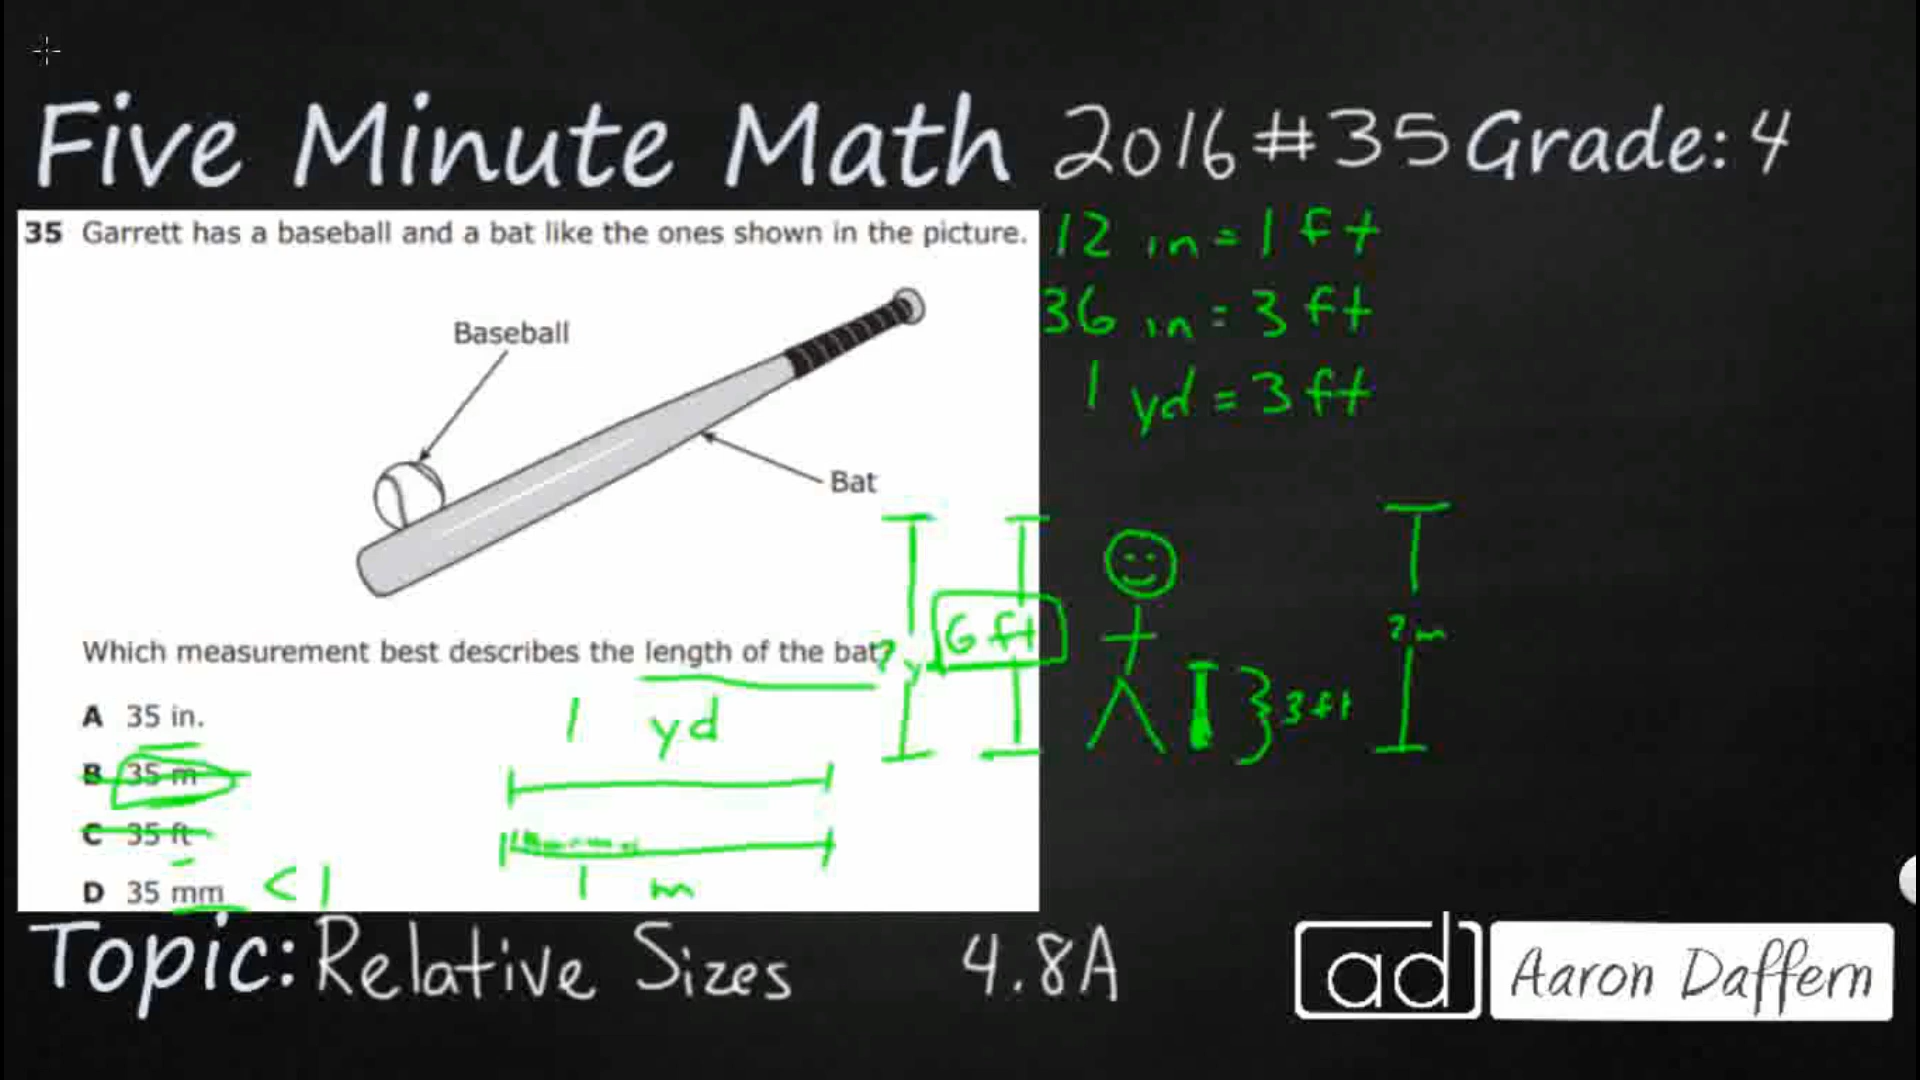 Five Minute Math 2016 #35 Grade: 4
35 Garrett has a baseball and a bat like the ones shown in the picture.
12 in = 1 ft
36 in = 3 ft
1 yd = 3 ft
Baseball
Bat
Which measurement best describes the length of the bat?
6 ft
3 ft
1 yd
A 35 in.
B 35 m
C 35 ft
D 35 mm < 1
1 m
Topic: Relative Sizes 4.8A
ad Aaron Daffern